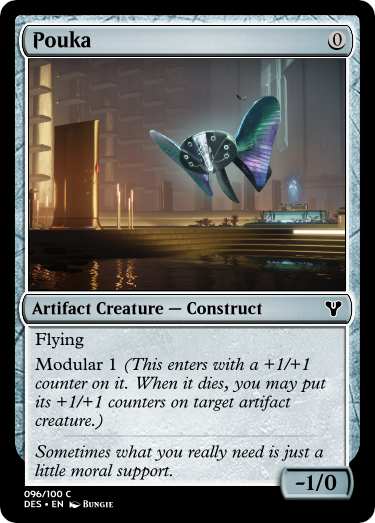 Pouka 0
Artifact Creature — Construct
Flying
Modular 1 (This enters with a +1/+1
counter on it. When it dies, you may put
its +1/+1 counters on target artifact
creature.)
Sometimes what you really need is just a
little moral support.
-1/0
096/100 C
DES • EN Bungie